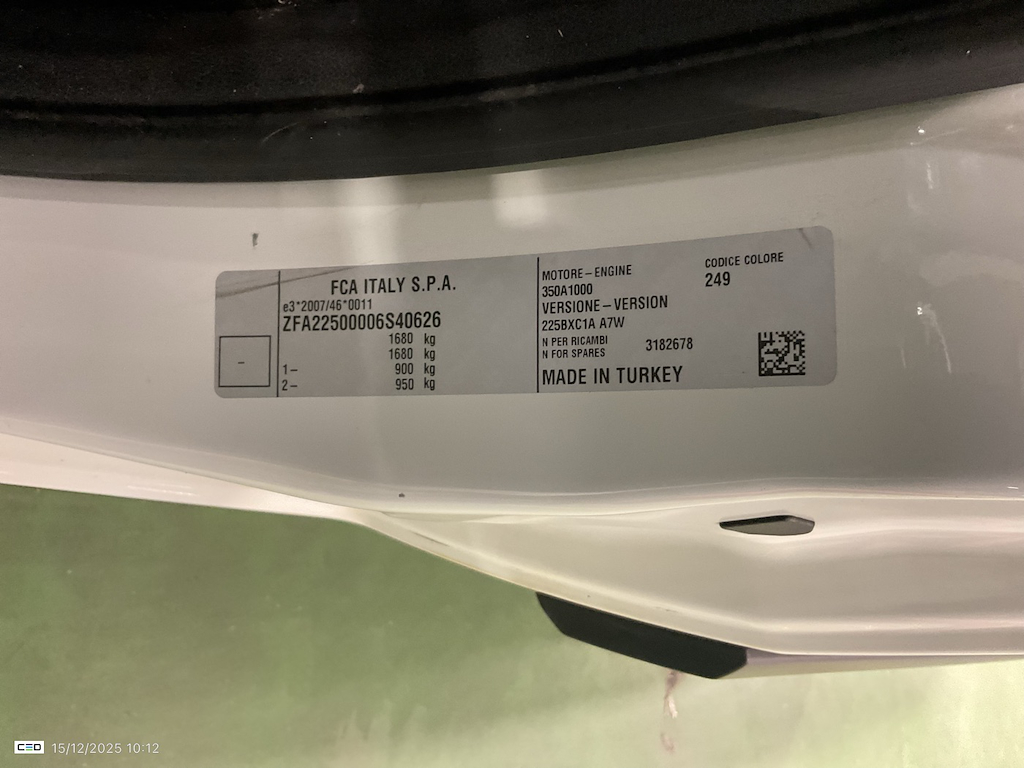 FCA ITALY S.P.A.
e3*2007/46*0011
ZFA22500006S40626
1680 kg
1680 kg
1– 900 kg
2– 950 kg
–
MOTORE – ENGINE
350A1000
VERSIONE – VERSION
225BXC1A A7W
N PER RICAMBI
N FOR SPARES
3182678
MADE IN TURKEY
CODICE COLORE
249
CEO 15/12/2025 10:12